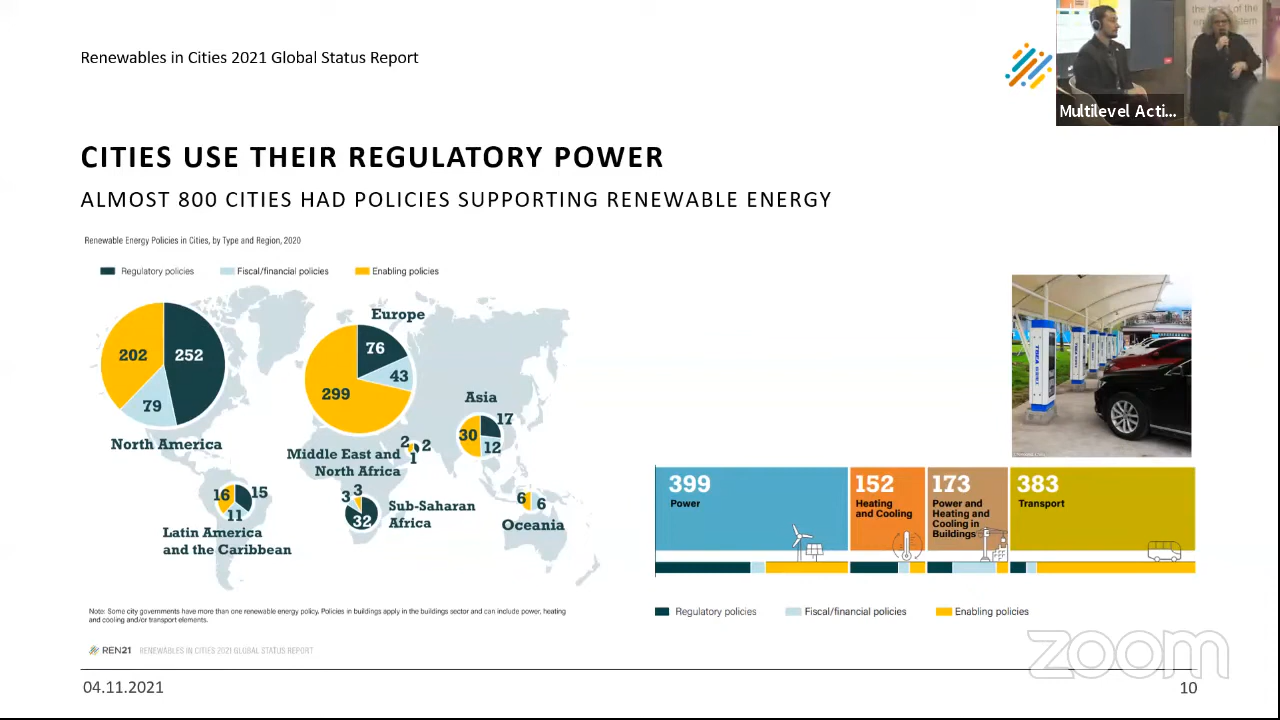 Renewables in Cities 2021 Global Status Report
the pact of the
Multilevel Acti...
CITIES USE THEIR REGULATORY POWER
ALMOST 800 CITIES HAD POLICIES SUPPORTING RENEWABLE ENERGY
Renewable Energy Policies in Cities, by Type and Region, 2020
Regulatory policies
Fiscal/financial policies
Enabling policies
202
252
79
North America
Europe
76
43
299
Asia
17
30
12
2
2
1
Middle East and
North Africa
16
15
11
Latin America
and the Caribbean
3
3
32
Sub-Saharan
Africa
6
6
Oceania
399
Power
152
Heating
and Cooling
173
Power and
Heating and
Cooling in
Buildings
383
Transport
Regulatory policies
Fiscal/financial policies
Enabling policies
Note: Some city governments have more than one renewable energy policy. Policies in buildings apply in the buildings sector and can include power, heating
and cooling and/or transport elements.
REN21 RENEWABLES IN CITIES 2021 GLOBAL STATUS REPORT
zoom
04.11.2021
10